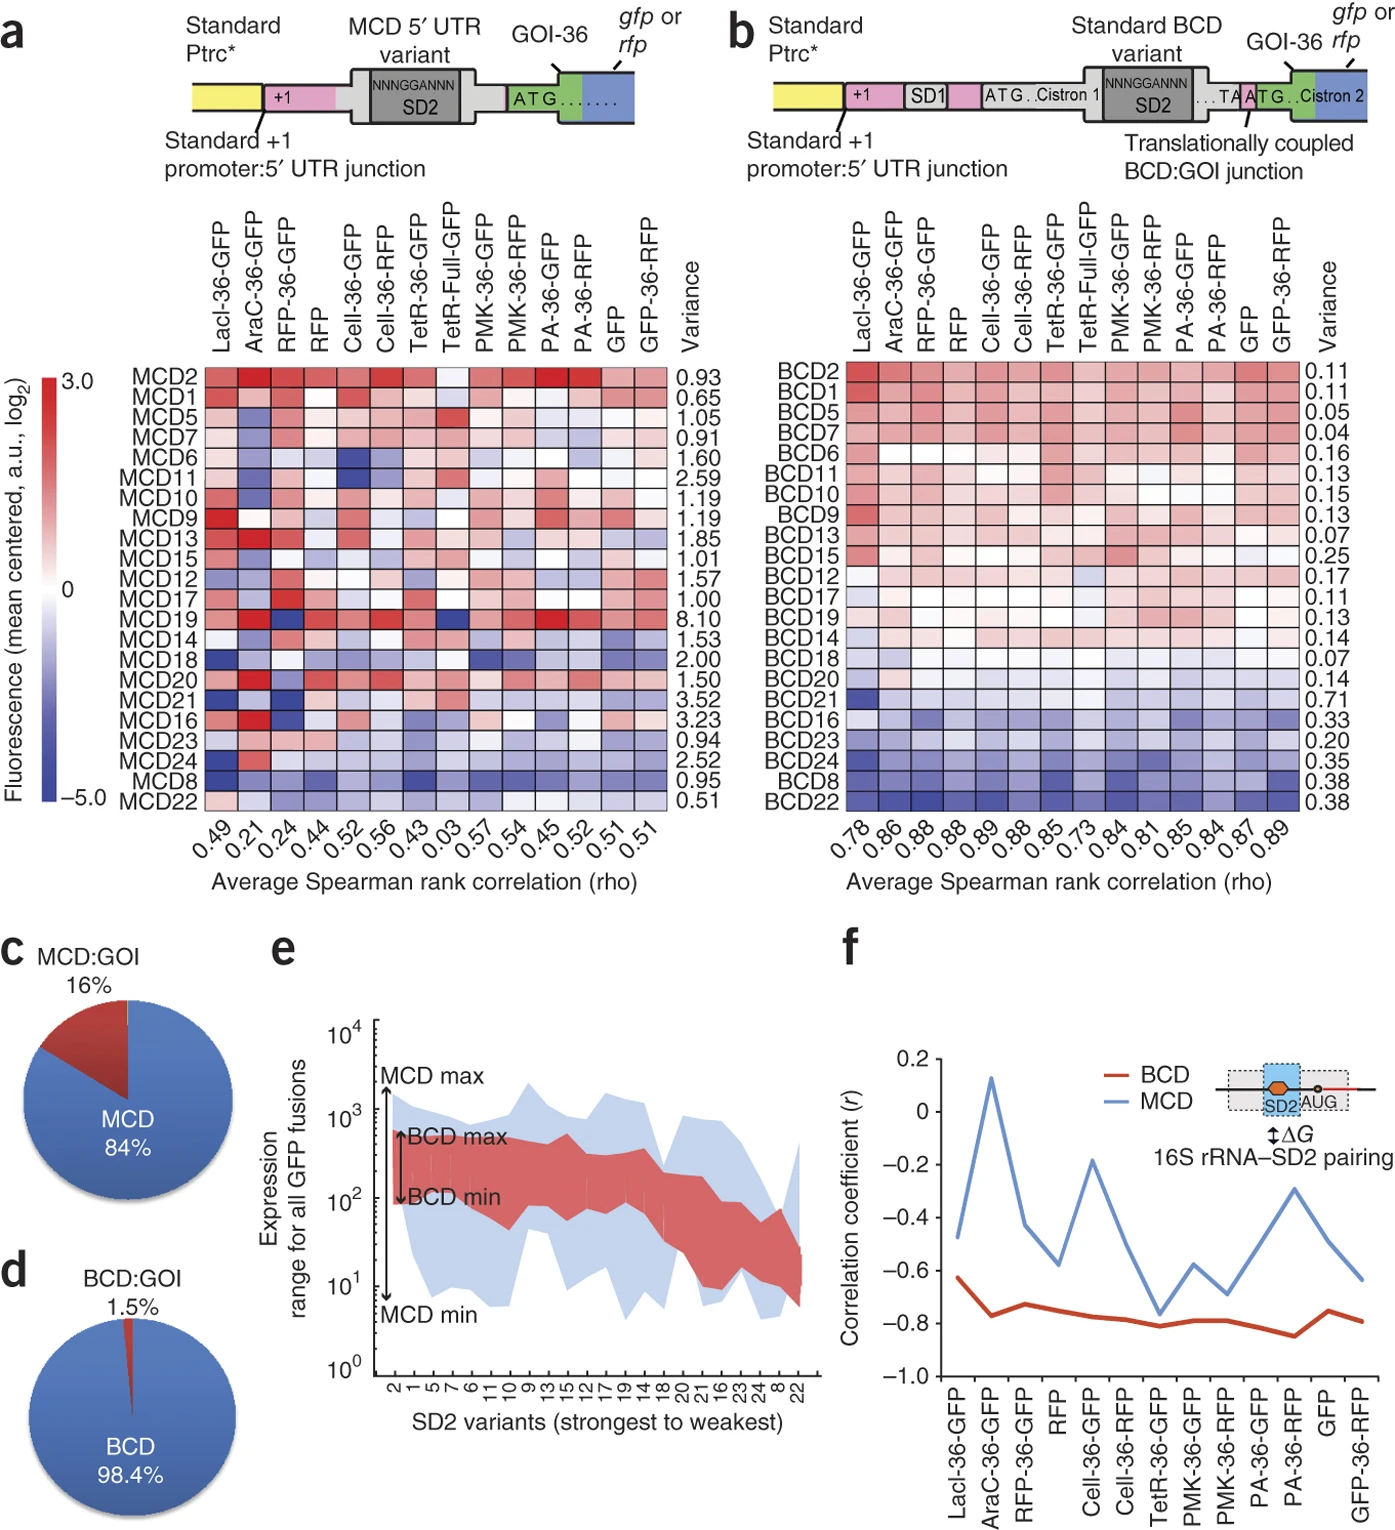 a
Standard
Ptrc*
MCD 5′ UTR
variant
GOI-36
gfp or
rfp
+1
NNNGGANNN
SD2
ATG.......
Standard +1
promoter:5′ UTR junction
LacI-36-GFP
AraC-36-GFP
RFP-36-GFP
RFP
Cell-36-GFP
Cell-36-RFP
TetR-36-GFP
TetR-Full-GFP
PMK-36-GFP
PMK-36-RFP
PA-36-GFP
PA-36-RFP
GFP
GFP-36-RFP
Variance
Fluorescence (mean centered, a.u., log2)
3.0
0
–5.0
MCD2 0.93
MCD1 0.65
MCD5 1.05
MCD7 0.91
MCD6 1.60
MCD11 2.59
MCD10 1.19
MCD9 1.19
MCD13 1.85
MCD15 1.01
MCD12 1.57
MCD17 1.00
MCD19 8.10
MCD14 1.53
MCD18 2.00
MCD20 1.50
MCD21 3.52
MCD16 3.23
MCD23 0.94
MCD24 2.52
MCD8 0.95
MCD22 0.51
0.49 0.21 0.24 0.44 0.52 0.56 0.43 0.03 0.57 0.54 0.45 0.52 0.51 0.51
Average Spearman rank correlation (rho)
b
Standard
Ptrc*
Standard BCD
variant
GOI-36
gfp or
rfp
+1
SD1
ATG..Cistron 1
NNNGGANNN
SD2
...TAATG..Cistron 2
Standard +1
promoter:5′ UTR junction
Translationally coupled
BCD:GOI junction
LacI-36-GFP
AraC-36-GFP
RFP-36-GFP
RFP
Cell-36-GFP
Cell-36-RFP
TetR-36-GFP
TetR-Full-GFP
PMK-36-GFP
PMK-36-RFP
PA-36-GFP
PA-36-RFP
GFP
GFP-36-RFP
Variance
BCD2 0.11
BCD1 0.11
BCD5 0.05
BCD7 0.04
BCD6 0.16
BCD11 0.13
BCD10 0.15
BCD9 0.13
BCD13 0.07
BCD15 0.25
BCD12 0.17
BCD17 0.11
BCD19 0.13
BCD14 0.14
BCD18 0.07
BCD20 0.14
BCD21 0.71
BCD16 0.33
BCD23 0.20
BCD24 0.35
BCD8 0.38
BCD22 0.38
0.78 0.86 0.88 0.88 0.89 0.88 0.85 0.73 0.84 0.81 0.85 0.84 0.87 0.89
Average Spearman rank correlation (rho)
c
MCD:GOI
16%
MCD
84%
d
BCD:GOI
1.5%
BCD
98.4%
e
Expression
range for all GFP fusions
10^4
10^3
10^2
10^1
10^0
MCD max
BCD max
BCD min
MCD min
2 1 5 7 6 11 10 9 13 15 12 17 19 14 18 20 21 16 23 24 8 22
SD2 variants (strongest to weakest)
f
Correlation coefficient (r)
0.2
0
–0.2
–0.4
–0.6
–0.8
–1.0
BCD
MCD
SD2 AUG
ΔG
16S rRNA–SD2 pairing
LacI-36-GFP
AraC-36-GFP
RFP-36-GFP
RFP
Cell-36-GFP
Cell-36-RFP
TetR-36-GFP
PMK-36-GFP
PMK-36-RFP
PA-36-GFP
PA-36-RFP
GFP
GFP-36-RFP